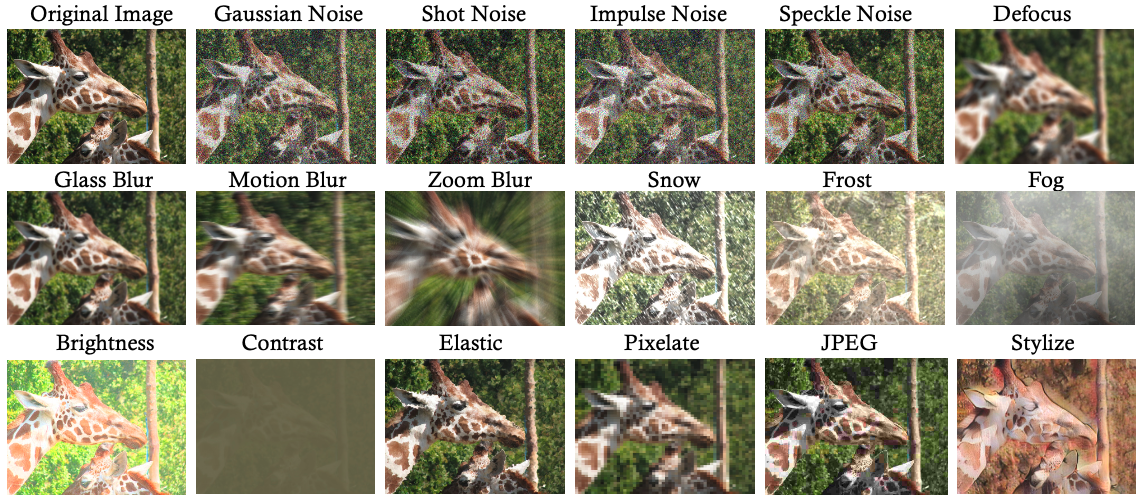 Original Image Gaussian Noise Shot Noise Impulse Noise Speckle Noise Defocus
Glass Blur Motion Blur Zoom Blur Snow Frost Fog
Brightness Contrast Elastic Pixelate JPEG Stylize